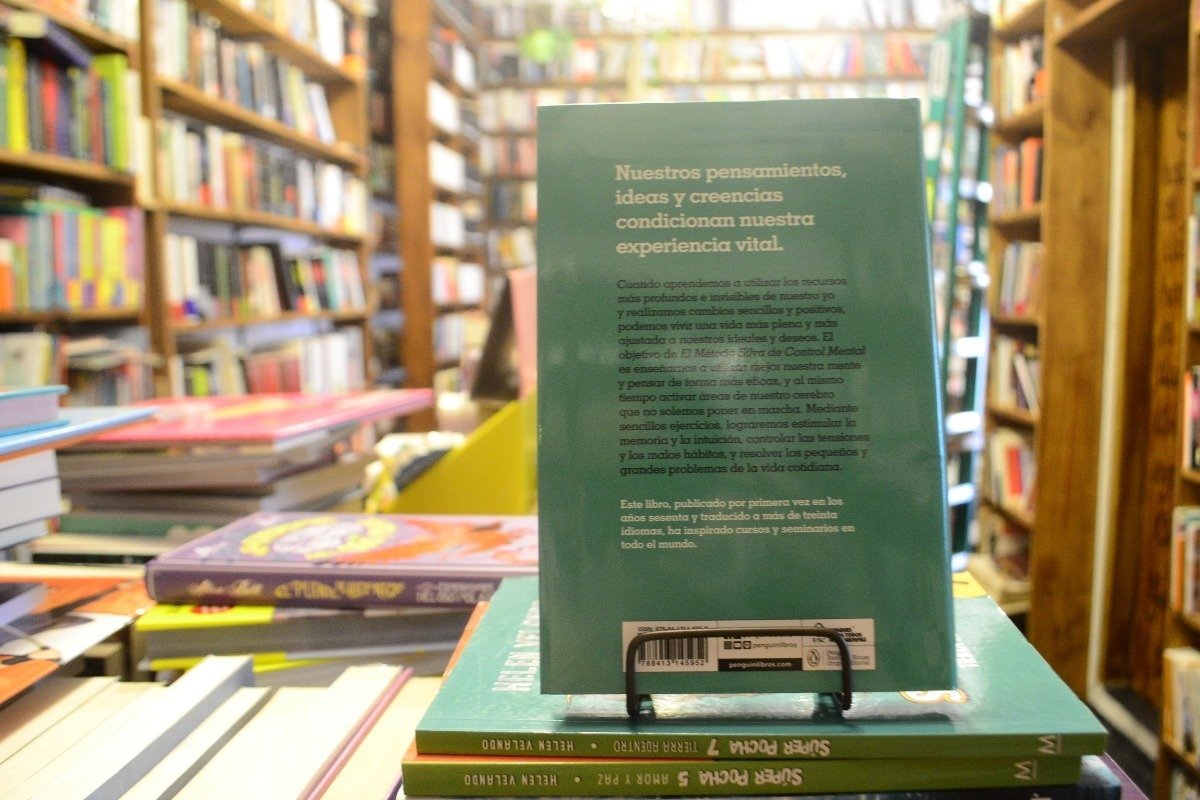 Nuestros pensamientos,
ideas y creencias
condicionan nuestra
experiencia vital.
Cuando aprendemos a utilizar los recursos
más profundos e invisibles de nuestro yo
y realizamos cambios sencillos y positivos,
podemos vivir una vida más plena y más
ajustada a nuestros ideales y deseos. El
objetivo de El Método Silva de Control Mental
es enseñarnos a utilizar mejor nuestra mente
y pensar de forma más eficaz, y al mismo
tiempo activar áreas de nuestro cerebro
que no solemos poner en marcha. Mediante
sencillos ejercicios, lograremos estimular la
memoria y la intuición, controlar las tensiones
y los malos hábitos, y resolver los pequeños y
grandes problemas de la vida cotidiana.
Este libro, publicado por primera vez en los
años sesenta y traducido a más de treinta
idiomas, ha inspirado cursos y seminarios en
todo el mundo.
penguinlibros
penguinlibros.com
HELEN VELANDO • TIERRA ADENTRO 7 SÚPER POCHA
HELEN VELANDO • AMOR Y PAZ 5 SÚPER POCHA